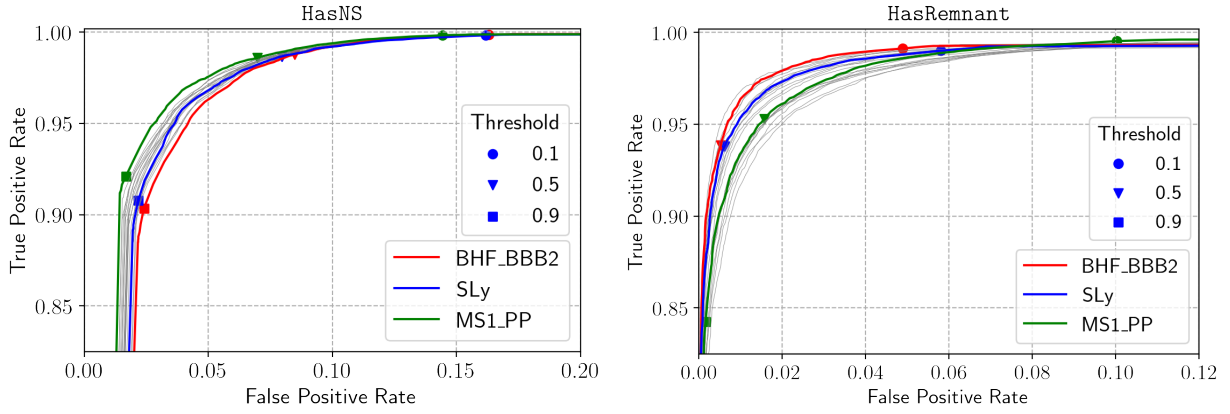 HasNS
True Positive Rate
1.00
0.95
0.90
0.85
Threshold
0.1
0.5
0.9
BHF_BBB2
SLy
MS1_PP
0.00
0.05
0.10
0.15
0.20
False Positive Rate
HasRemnant
True Positive Rate
1.00
0.95
0.90
0.85
Threshold
0.1
0.5
0.9
BHF_BBB2
SLy
MS1_PP
0.00
0.02
0.04
0.06
0.08
0.10
0.12
False Positive Rate